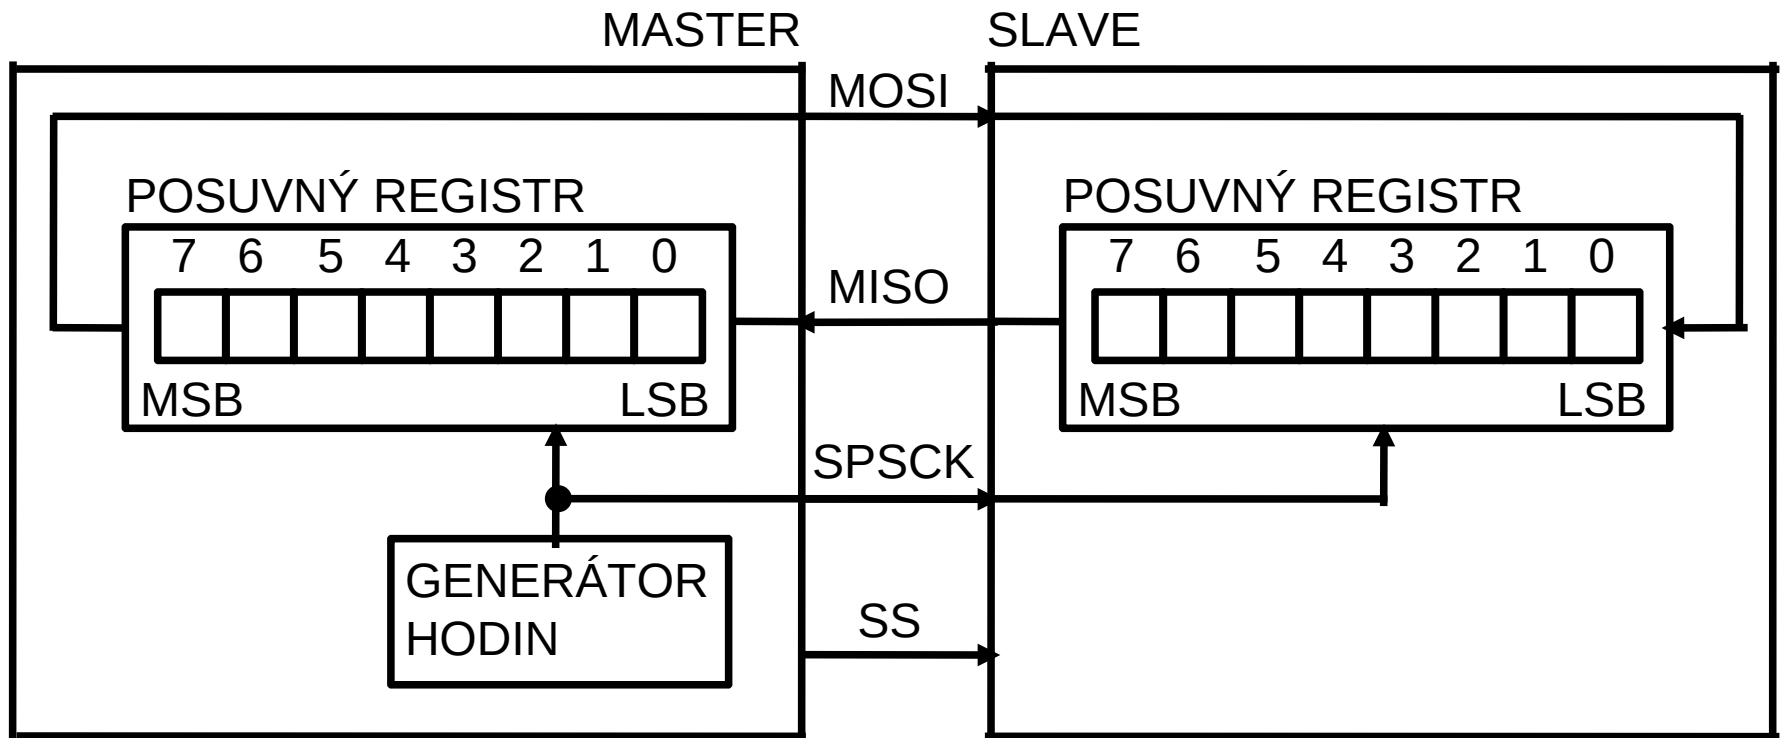 MASTER
SLAVE
MOSI
POSUVNÝ REGISTR
7 6 5 4 3 2 1 0
MSB LSB
MISO
POSUVNÝ REGISTR
7 6 5 4 3 2 1 0
MSB LSB
SPSCK
GENERÁTOR
HODIN
SS